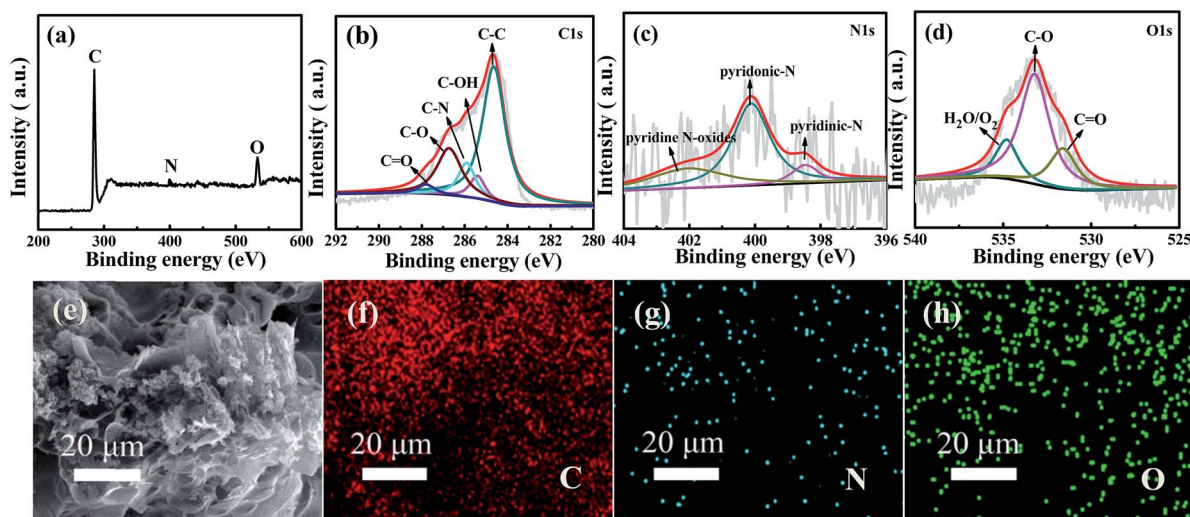 (a)
C
N
O
Intensity ( a.u.)
200 300 400 500 600
Binding energy (eV)
(b)
C1s
C-C
C-OH
C-N
C-O
C=O
Intensity ( a.u.)
292 290 288 286 284 282 280
Binding energy (eV)
(c)
N1s
pyridonic-N
pyridine N-oxides
pyridinic-N
Intensity ( a.u.)
404 402 400 398 396
Binding energy (eV)
(d)
O1s
C-O
H2O/O2
C=O
Intensity ( a.u.)
540 535 530 525
Binding energy (eV)
(e)
20 μm
(f)
20 μm
C
(g)
20 μm
N
(h)
20 μm
O